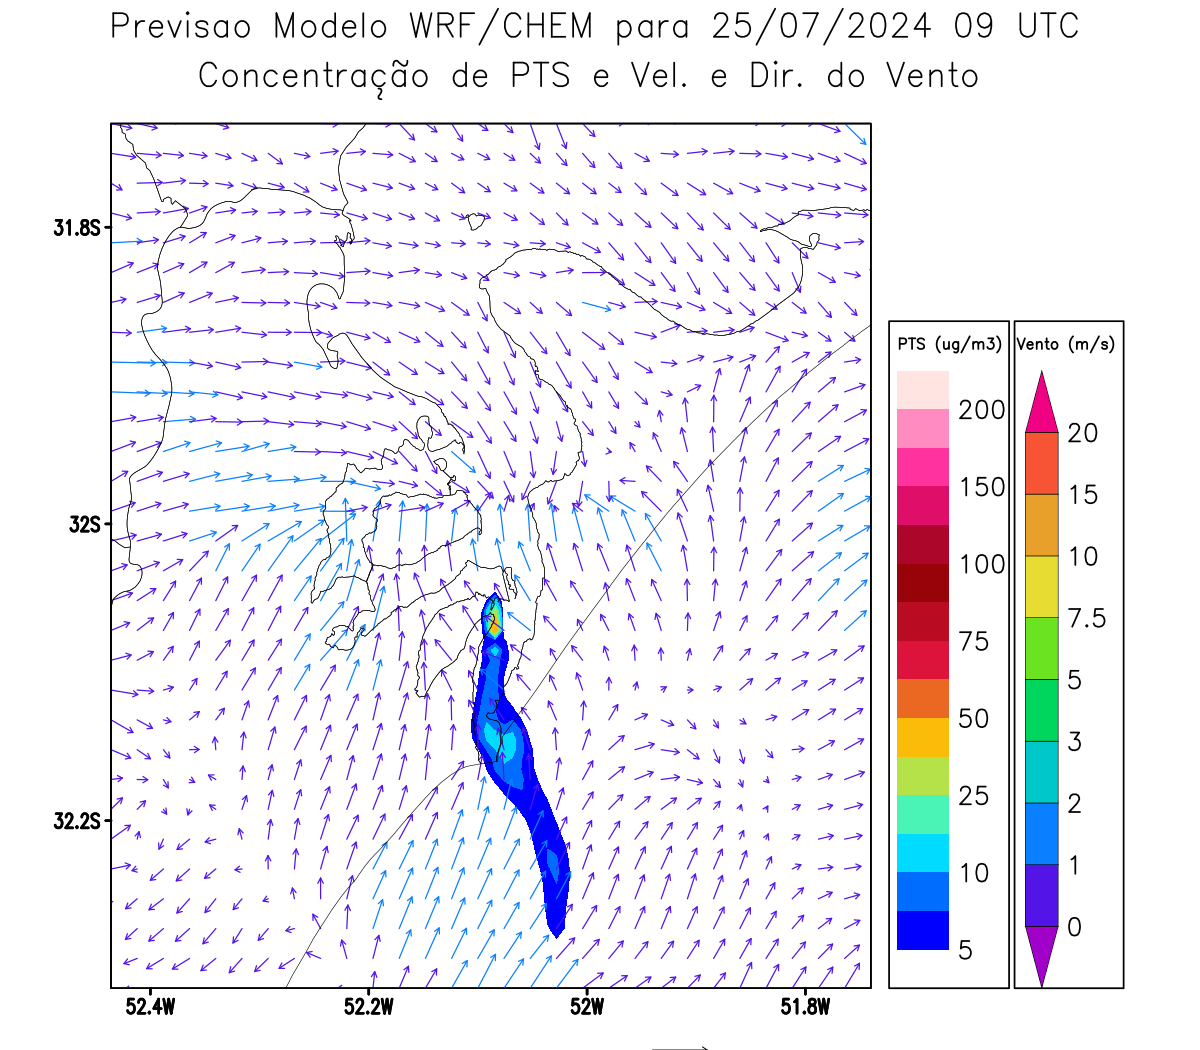 Previsao Modelo WRF/CHEM para 25/07/2024 09 UTC
Concentração de PTS e Vel. e Dir. do Vento
31.8S
32S
32.2S
52.4W
52.2W
52W
51.8W
PTS (ug/m3)
200
150
100
75
50
25
10
5
Vento (m/s)
20
15
10
7.5
5
3
2
1
0